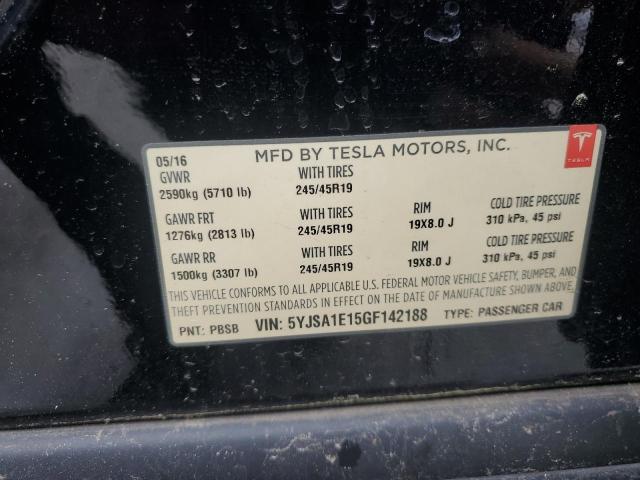 05/16 MFD BY TESLA MOTORS, INC. TESLA
GVWR WITH TIRES
2590kg (5710 lb) 245/45R19
GAWR FRT WITH TIRES RIM COLD TIRE PRESSURE
1276kg (2813 lb) 245/45R19 19X8.0 J 310 kPa, 45 psi
GAWR RR WITH TIRES RIM COLD TIRE PRESSURE
1500kg (3307 lb) 245/45R19 19X8.0 J 310 kPa, 45 psi
THIS VEHICLE CONFORMS TO ALL APPLICABLE U.S. FEDERAL MOTOR VEHICLE SAFETY, BUMPER, AND
THEFT PREVENTION STANDARDS IN EFFECT ON THE DATE OF MANUFACTURE SHOWN ABOVE.
PNT: PBSB VIN: 5YJSA1E15GF142188 TYPE: PASSENGER CAR